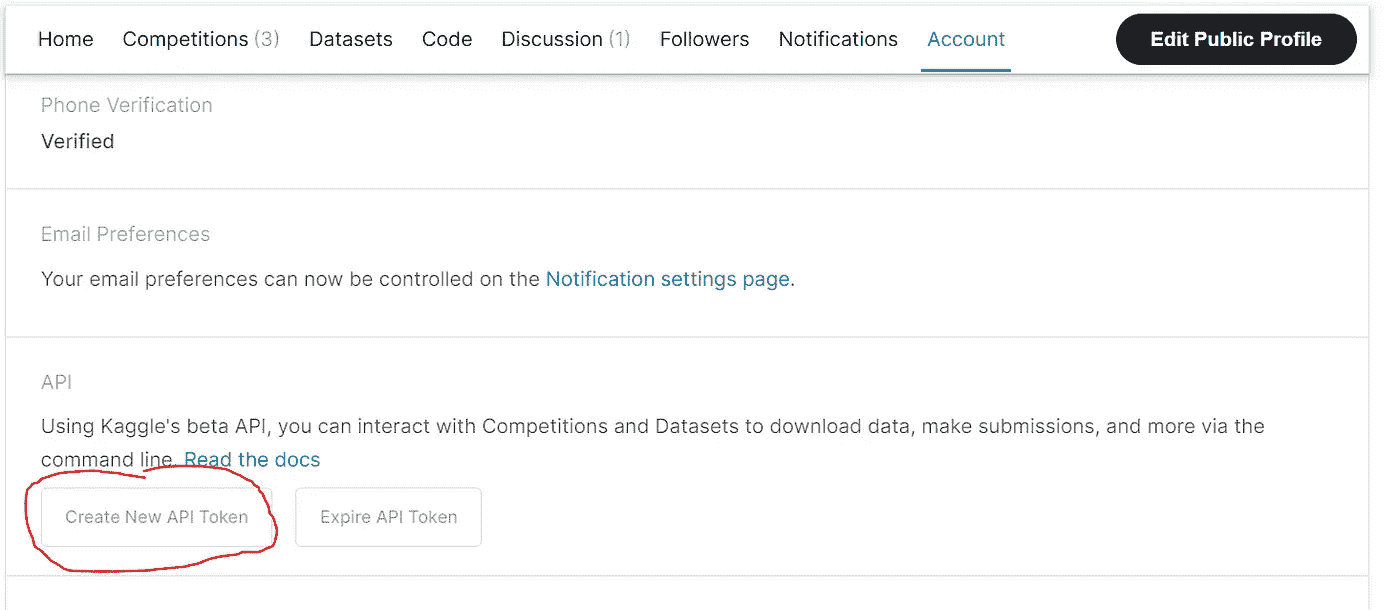 Home Competitions (3) Datasets Code Discussion (1) Followers Notifications Account Edit Public Profile
Phone Verification
Verified
Email Preferences
Your email preferences can now be controlled on the Notification settings page.
API
Using Kaggle's beta API, you can interact with Competitions and Datasets to download data, make submissions, and more via the
command line. Read the docs
Create New API Token Expire API Token